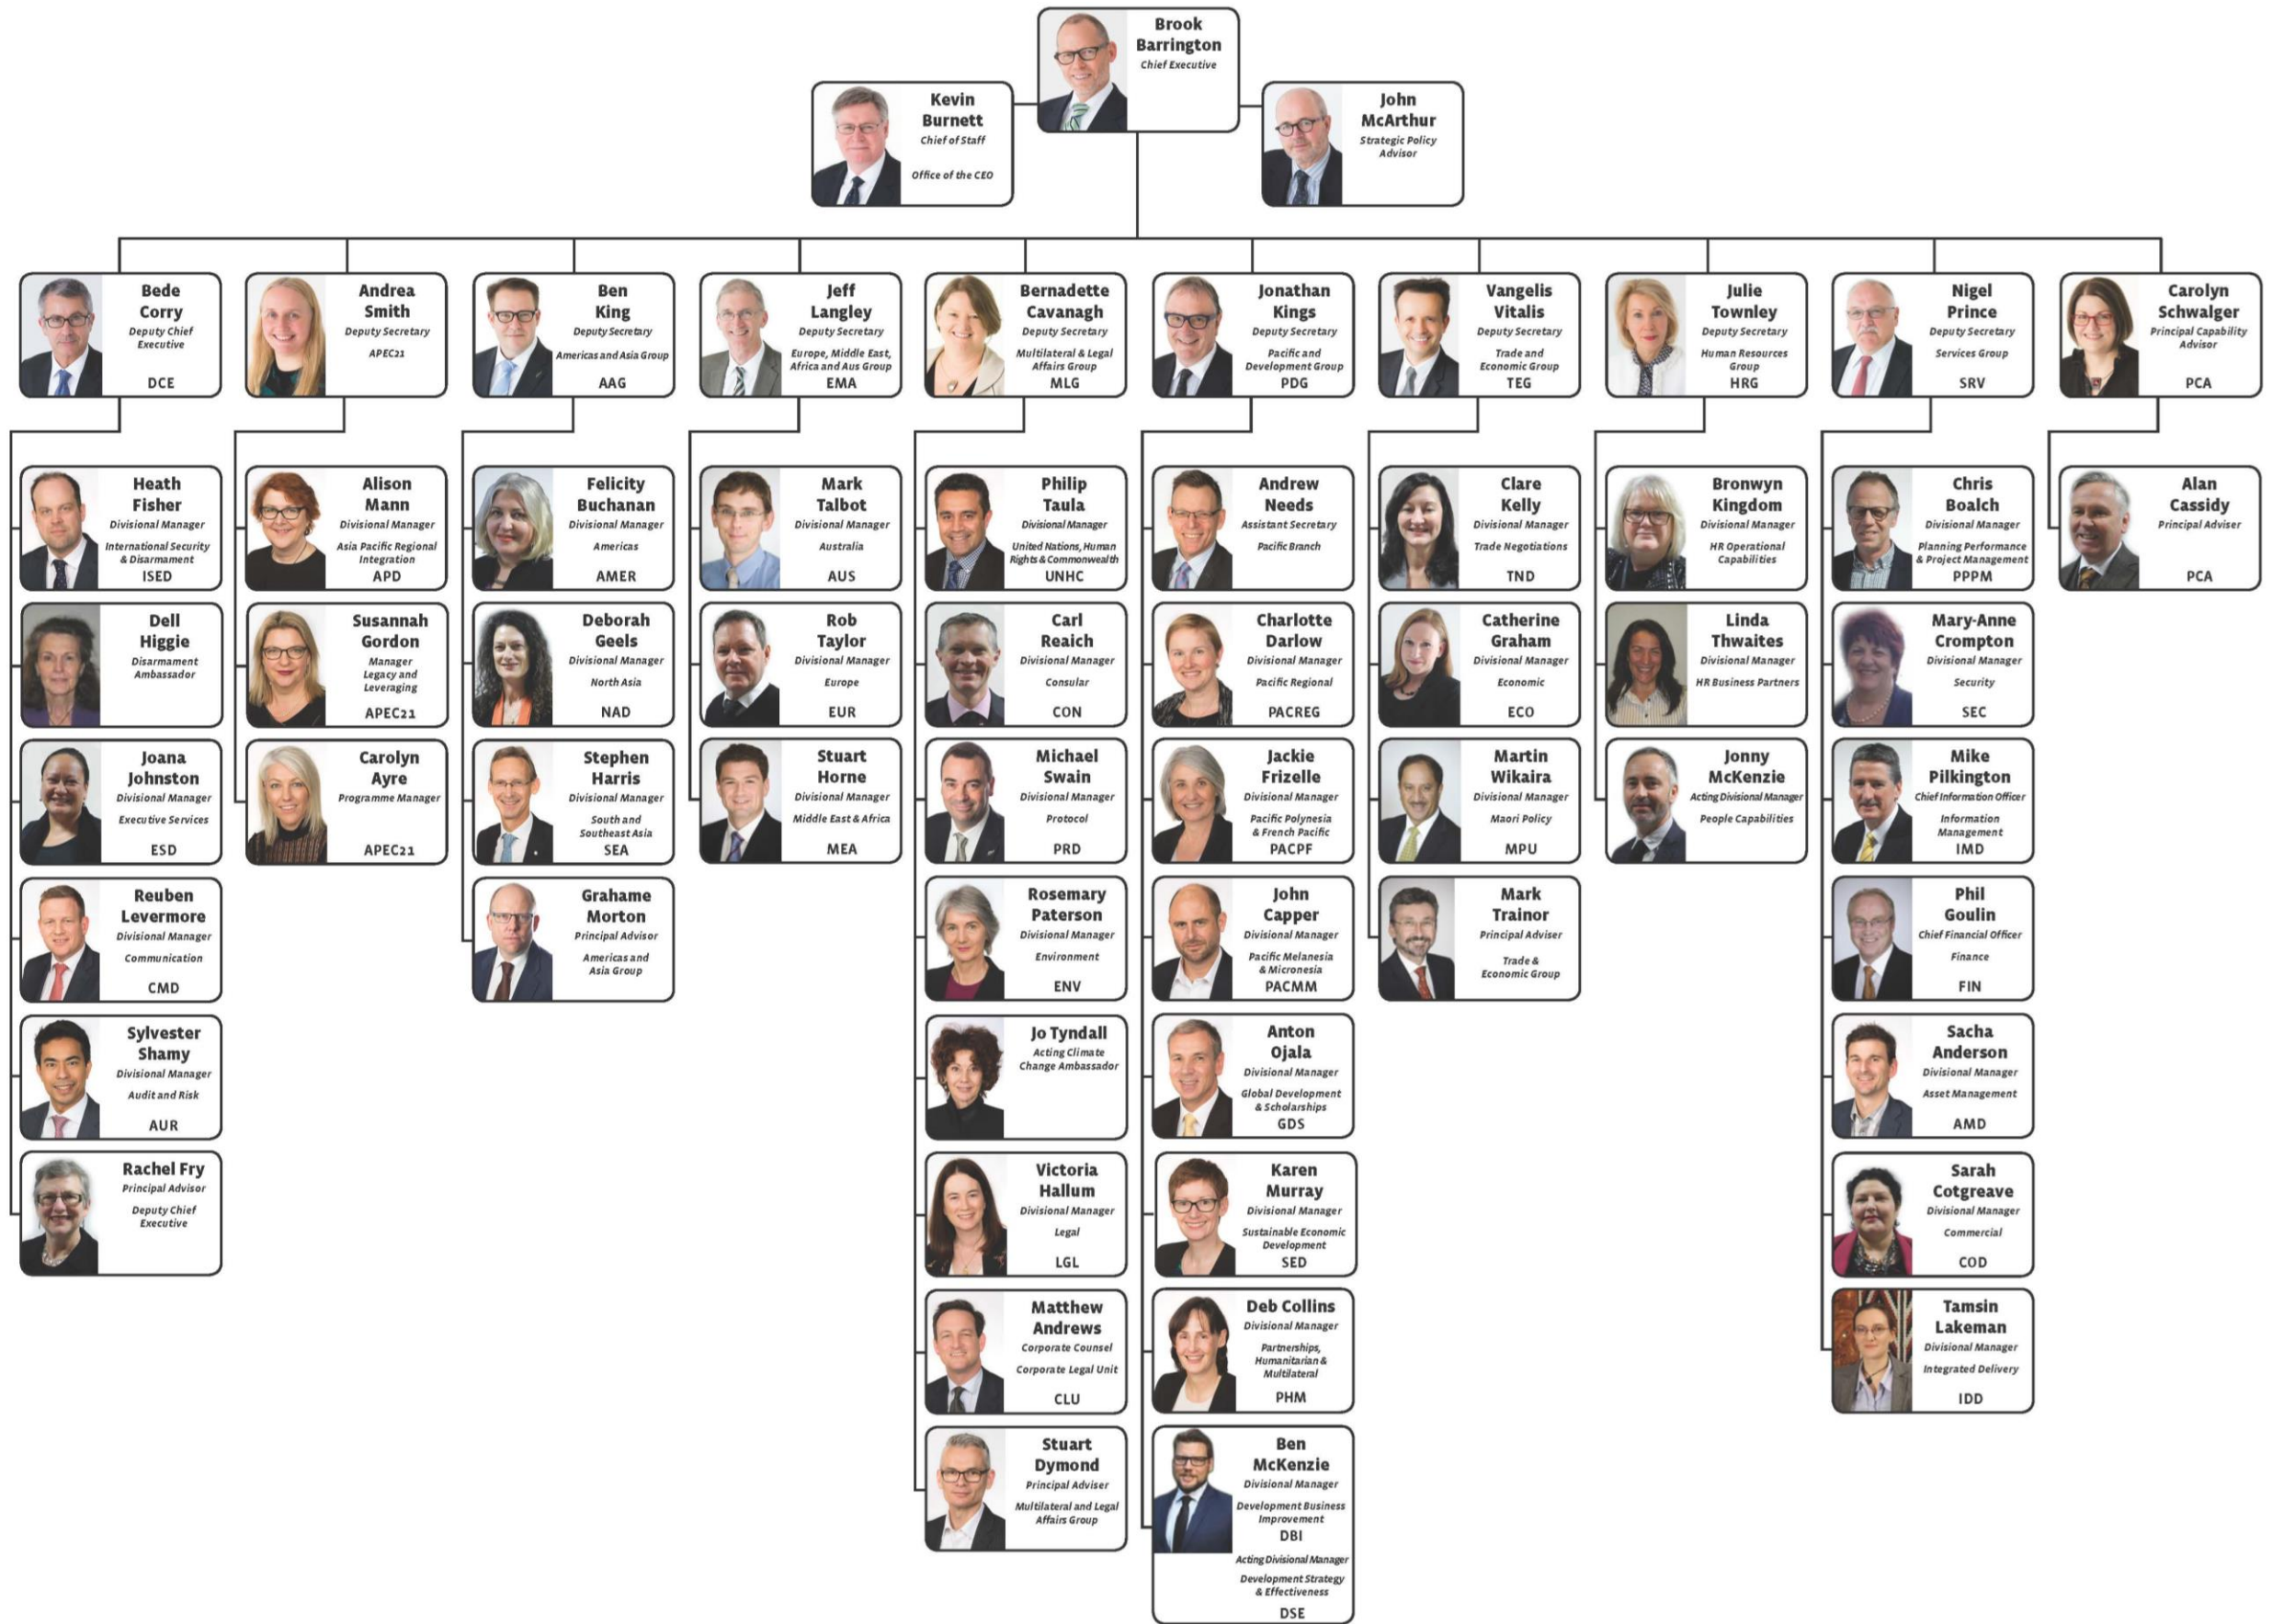 Brook
Barrington
Chief Executive
Kevin
Burnett
Chief of Staff
Office of the CEO
John
McArthur
Strategic Policy
Advisor
Bede
Corry
Deputy Chief
Executive
DCE
Andrea
Smith
Deputy Secretary
APEC21
Ben
King
Deputy Secretary
Americas and Asia Group
AAG
Jeff
Langley
Deputy Secretary
Europe, Middle East,
Africa and Aus Group
EMA
Bernadette
Cavanagh
Deputy Secretary
Multilateral & Legal
Affairs Group
MLG
Jonathan
Kings
Deputy Secretary
Pacific and
Development Group
PDG
Vangelis
Vitalis
Deputy Secretary
Trade and
Economic Group
TEG
Julie
Townley
Deputy Secretary
Human Resources
Group
HRG
Nigel
Prince
Deputy Secretary
Services Group
SRV
Carolyn
Schwalger
Principal Capability
Advisor
PCA
Heath
Fisher
Divisional Manager
International Security
& Disarmament
ISED
Dell
Higgie
Disarmament
Ambassador
Joana
Johnston
Divisional Manager
Executive Services
ESD
Reuben
Levermore
Divisional Manager
Communication
CMD
Sylvester
Shamy
Divisional Manager
Audit and Risk
AUR
Rachel Fry
Principal Advisor
Deputy Chief
Executive
Alison
Mann
Divisional Manager
Asia Pacific Regional
Integration
APD
Susannah
Gordon
Manager
Legacy and
Leveraging
APEC21
Carolyn
Ayre
Programme Manager
APEC21
Felicity
Buchanan
Divisional Manager
Americas
AMER
Deborah
Geels
Divisional Manager
North Asia
NAD
Stephen
Harris
Divisional Manager
South and
Southeast Asia
SEA
Grahame
Morton
Principal Advisor
Americas and
Asia Group
Mark
Talbot
Divisional Manager
Australia
AUS
Rob
Taylor
Divisional Manager
Europe
EUR
Stuart
Horne
Divisional Manager
Middle East & Africa
MEA
Philip
Taula
Divisional Manager
United Nations, Human
Rights & Commonwealth
UNHC
Carl
Reaich
Divisional Manager
Consular
CON
Michael
Swain
Divisional Manager
Protocol
PRD
Rosemary
Paterson
Divisional Manager
Environment
ENV
Jo Tyndall
Acting Climate
Change Ambassador
Victoria
Hallum
Divisional Manager
Legal
LGL
Matthew
Andrews
Corporate Counsel
Corporate Legal Unit
CLU
Stuart
Dymond
Principal Adviser
Multilateral and Legal
Affairs Group
Andrew
Needs
Assistant Secretary
Pacific Branch
Charlotte
Darlow
Divisional Manager
Pacific Regional
PACREG
Jackie
Frizelle
Divisional Manager
Pacific Polynesia
& French Pacific
PACPF
John
Capper
Divisional Manager
Pacific Melanesia
& Micronesia
PACMM
Anton
Ojala
Divisional Manager
Global Development
& Scholarships
GDS
Karen
Murray
Divisional Manager
Sustainable Economic
Development
SED
Deb Collins
Divisional Manager
Partnerships,
Humanitarian &
Multilateral
PHM
Ben
McKenzie
Divisional Manager
Development Business
Improvement
DBI
Acting Divisional Manager
Development Strategy
& Effectiveness
DSE
Clare
Kelly
Divisional Manager
Trade Negotiations
TND
Catherine
Graham
Divisional Manager
Economic
ECO
Martin
Wikaira
Divisional Manager
Maori Policy
MPU
Mark
Trainor
Principal Adviser
Trade &
Economic Group
Bronwyn
Kingdom
Divisional Manager
HR Operational
Capabilities
Linda
Thwaites
Divisional Manager
HR Business Partners
Jonny
McKenzie
Acting Divisional Manager
People Capabilities
Chris
Boalch
Divisional Manager
Planning Performance
& Project Management
PPPM
Mary-Anne
Crompton
Divisional Manager
Security
SEC
Mike
Pilkington
Chief Information Officer
Information
Management
IMD
Phil
Goulin
Chief Financial Officer
Finance
FIN
Sacha
Anderson
Divisional Manager
Asset Management
AMD
Sarah
Cotgreave
Divisional Manager
Commercial
COD
Tamsin
Lakeman
Divisional Manager
Integrated Delivery
IDD
Alan
Cassidy
Principal Adviser
PCA